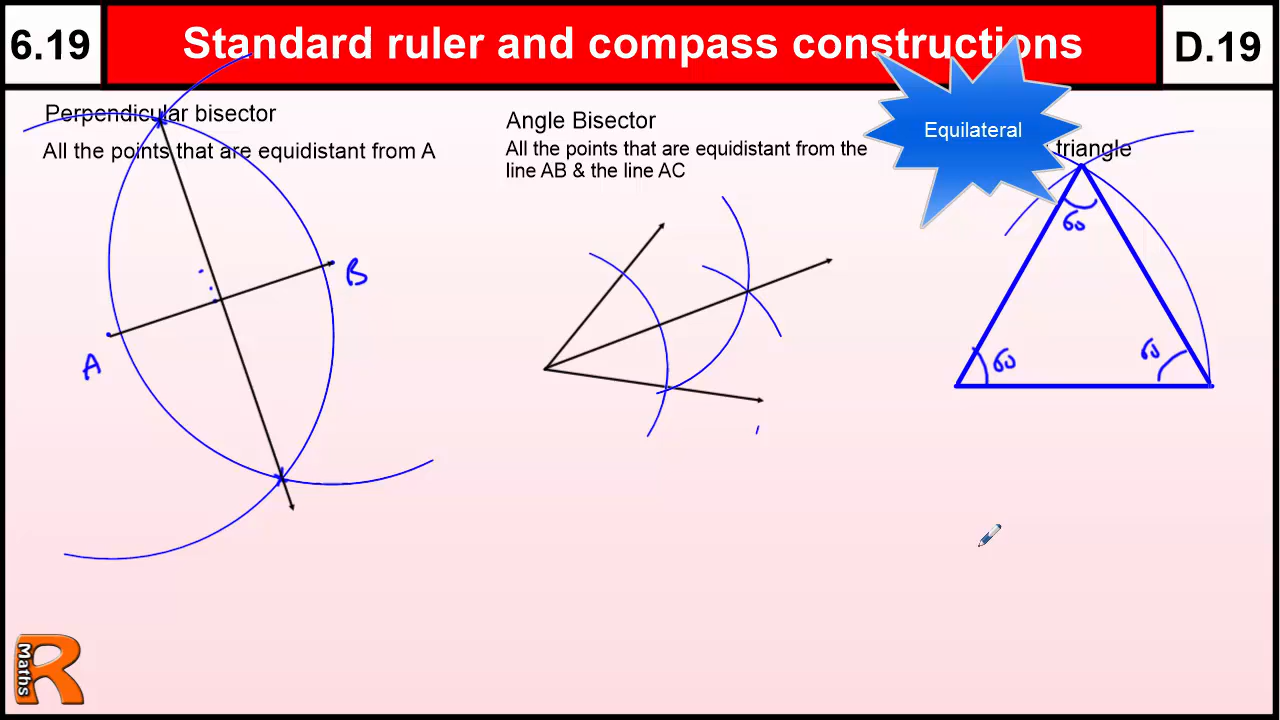 6.19
Standard ruler and compass constructions
D.19
Perpendicular bisector
All the points that are equidistant from A
B
A
Angle Bisector
All the points that are equidistant from the
line AB & the line AC
Equilateral
triangle
60
60
60
Maths
R